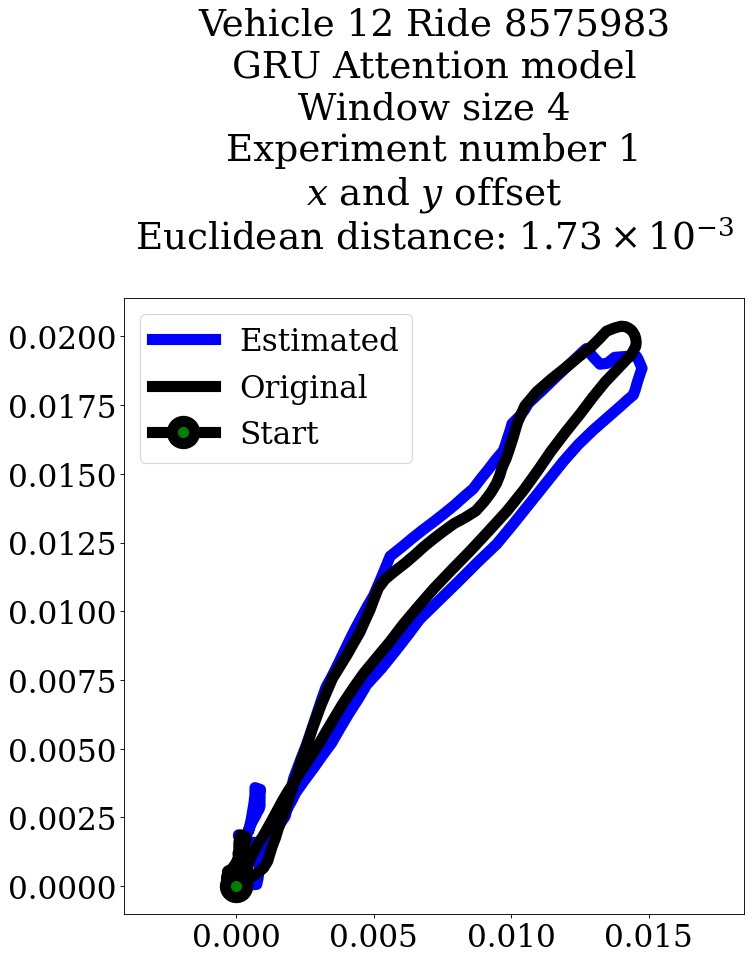 Vehicle 12 Ride 8575983
GRU Attention model
Window size 4
Experiment number 1
x and y offset
Euclidean distance: 1.73 × 10⁻³
Estimated
Original
Start
0.0200
0.0175
0.0150
0.0125
0.0100
0.0075
0.0050
0.0025
0.0000
0.000 0.005 0.010 0.015